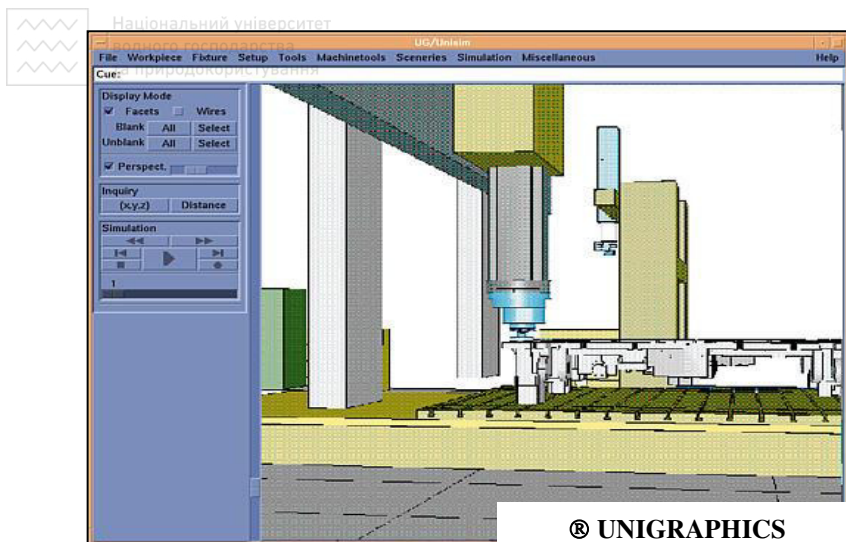 Національний університет
водного господарства
та природокористування
UG/Unisim
File Workpiece Fixture Setup Tools Machinetools Sceneries Simulation Miscellaneous Help
Cue:
Display Mode
Facets Wires
Blank All Select
Unblank All Select
Perspect.
Inquiry
(x,y,z) Distance
Simulation
1
® UNIGRAPHICS